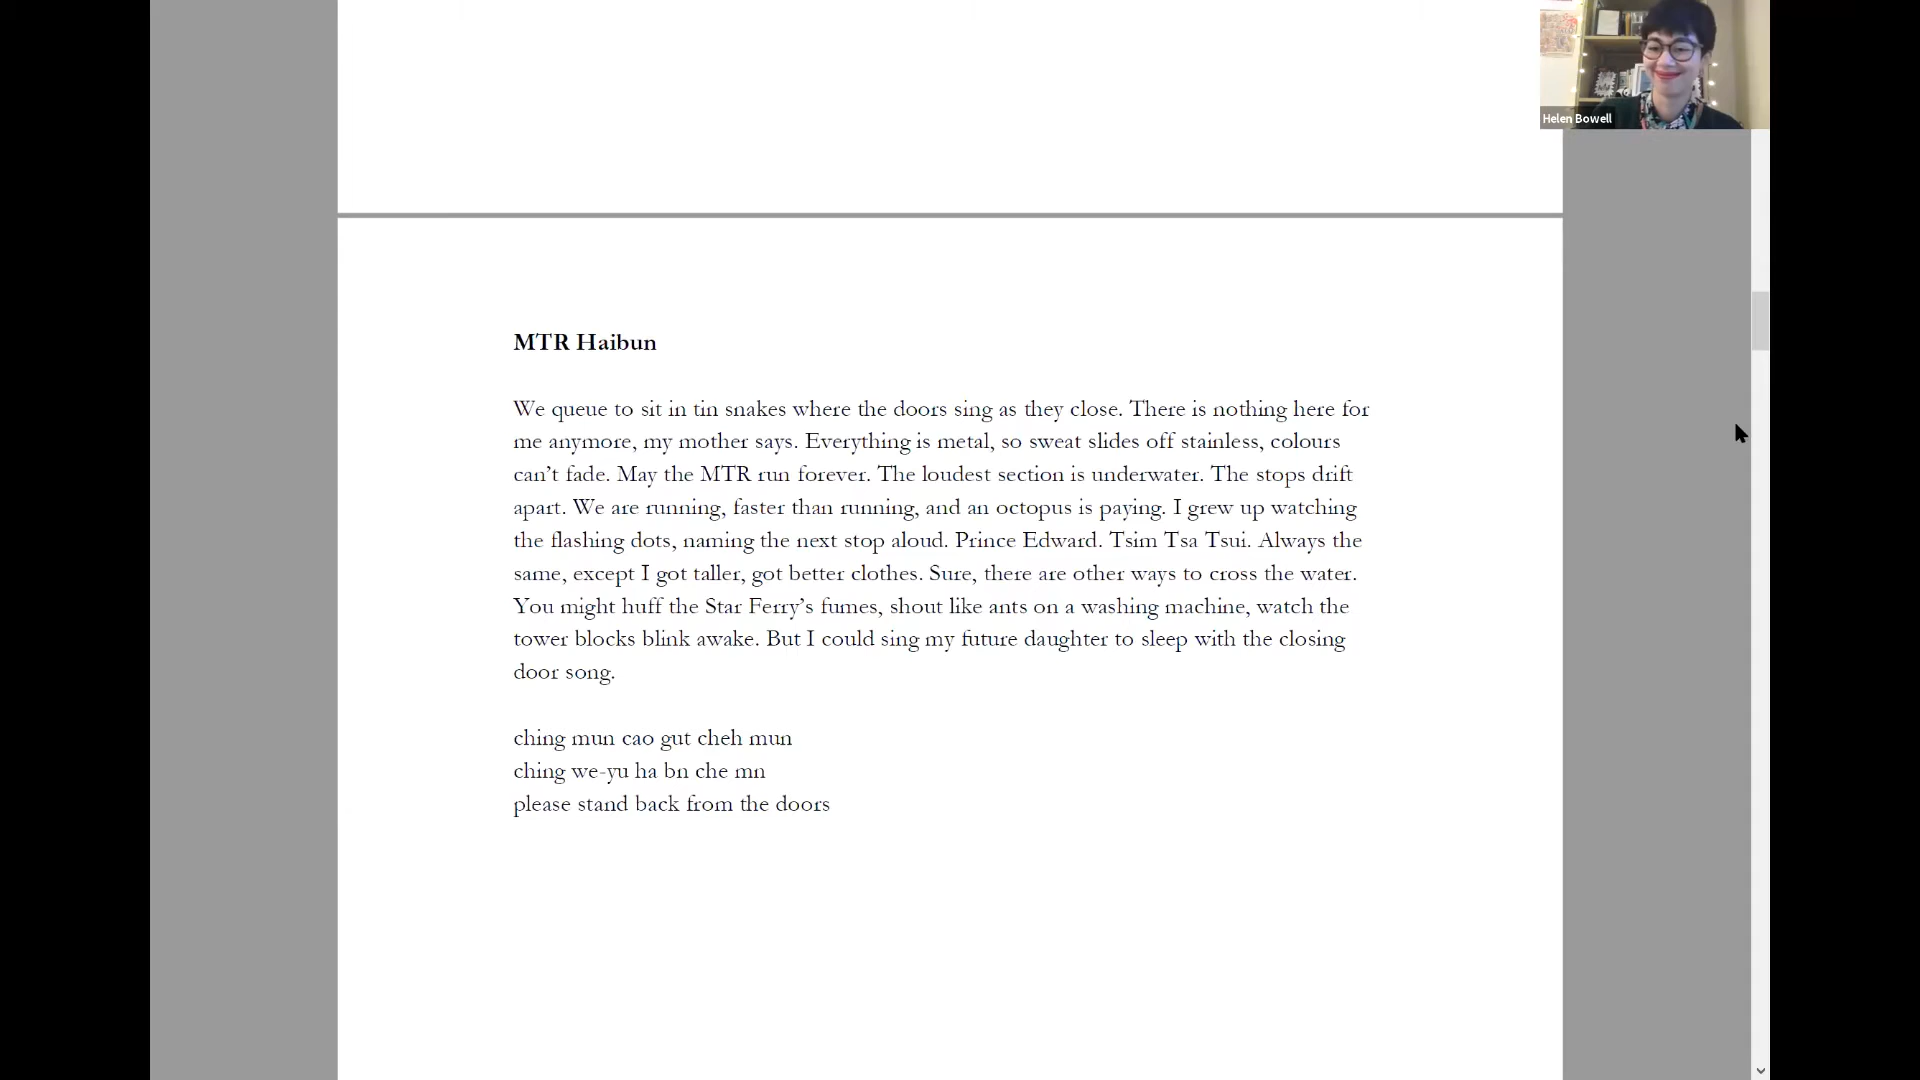 Helen Bowell
MTR Haibun
We queue to sit in tin snakes where the doors sing as they close. There is nothing here for
me anymore, my mother says. Everything is metal, so sweat slides off stainless, colours
can’t fade. May the MTR run forever. The loudest section is underwater. The stops drift
apart. We are running, faster than running, and an octopus is paying. I grew up watching
the flashing dots, naming the next stop aloud. Prince Edward. Tsim Tsa Tsui. Always the
same, except I got taller, got better clothes. Sure, there are other ways to cross the water.
You might huff the Star Ferry’s fumes, shout like ants on a washing machine, watch the
tower blocks blink awake. But I could sing my future daughter to sleep with the closing
door song.
ching mun cao gut cheh mun
ching we-yu ha bn che mn
please stand back from the doors